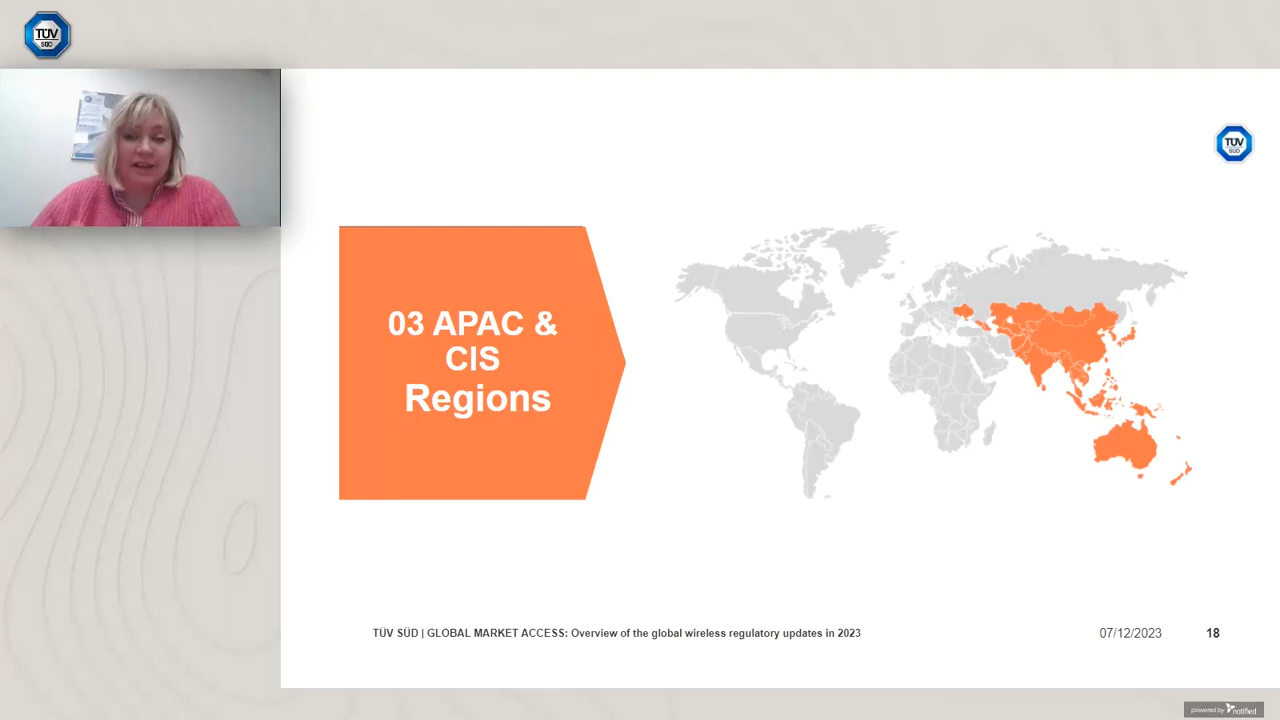 TÜV
SÜD
TÜV
SÜD
03 APAC &
CIS
Regions
TÜV SÜD | GLOBAL MARKET ACCESS: Overview of the global wireless regulatory updates in 2023
07/12/2023
18
powered by notified